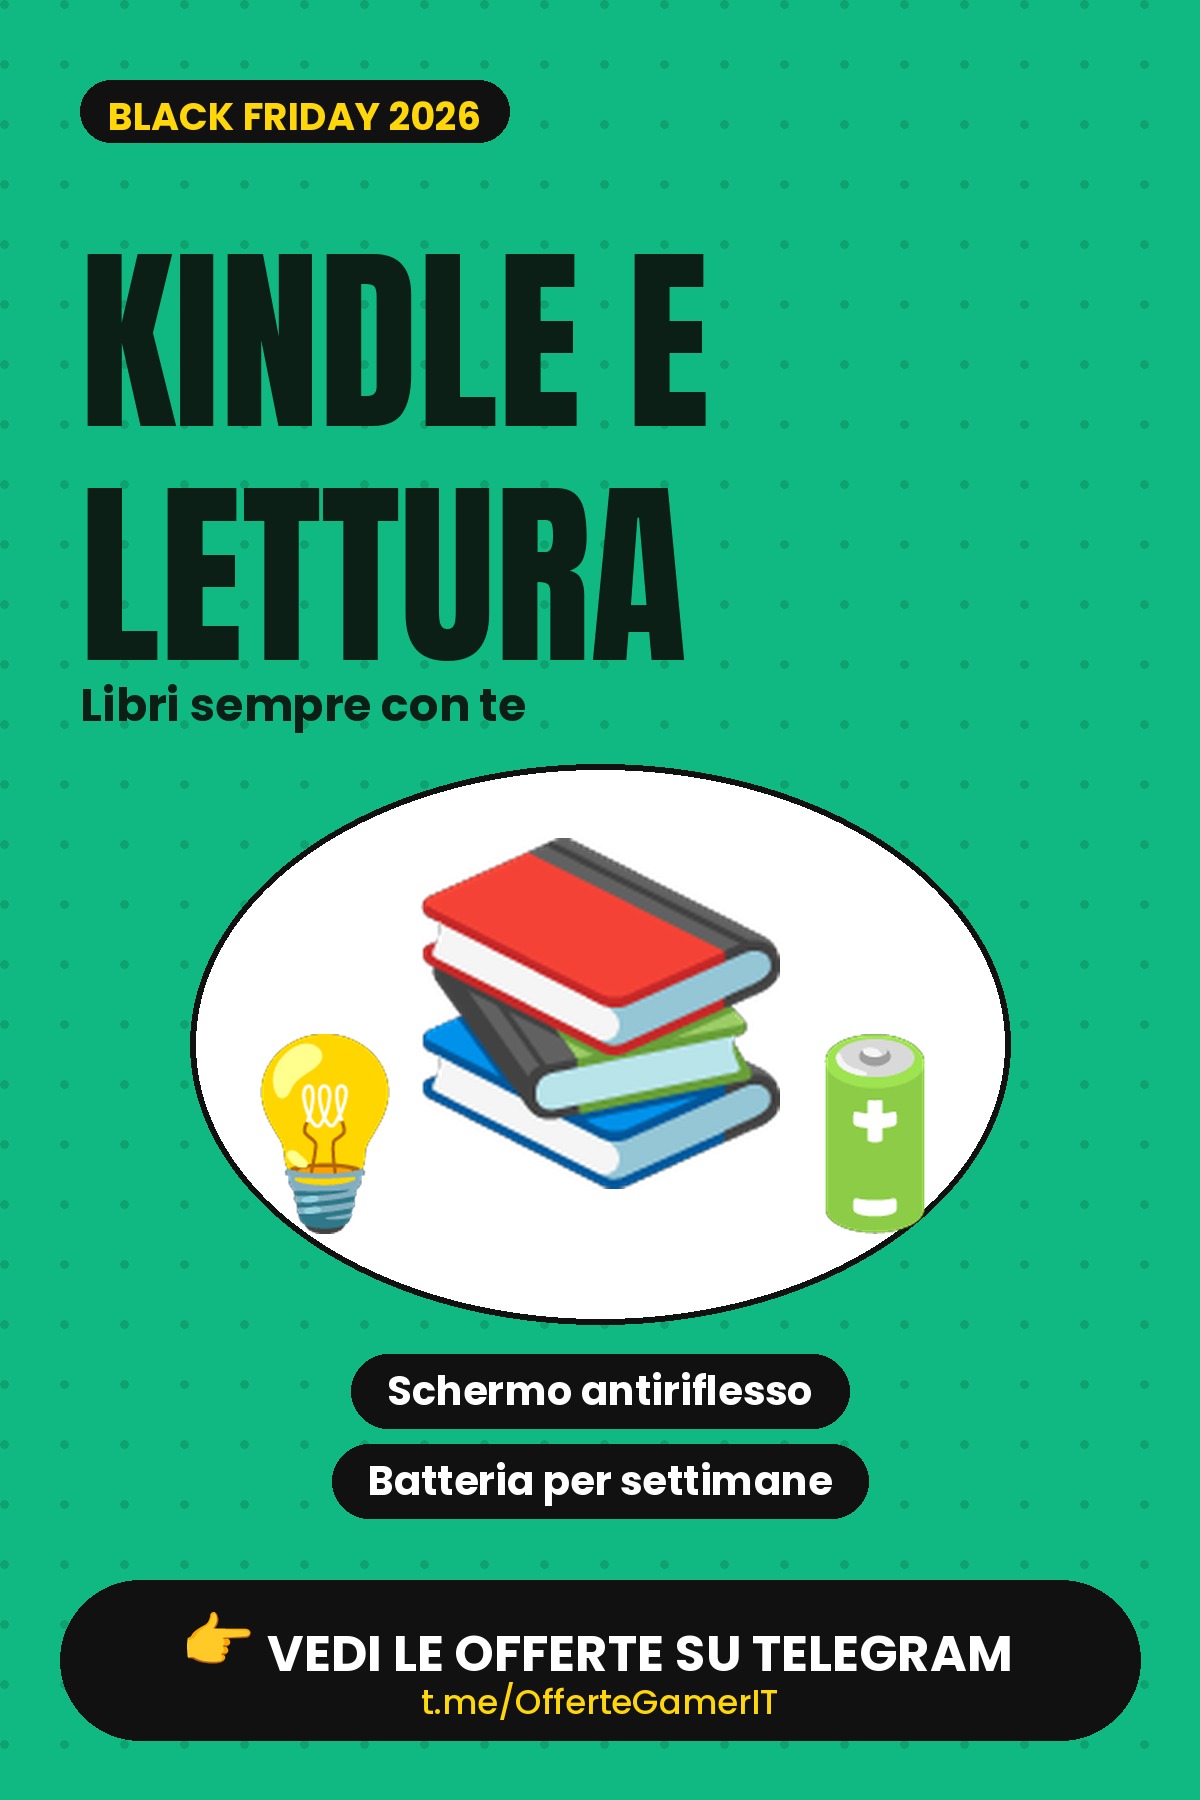 BLACK FRIDAY 2026
KINDLE E
LETTURA
Libri sempre con te
Schermo antiriflesso
Batteria per settimane
👉 VEDI LE OFFERTE SU TELEGRAM
t.me/OfferteGamerIT